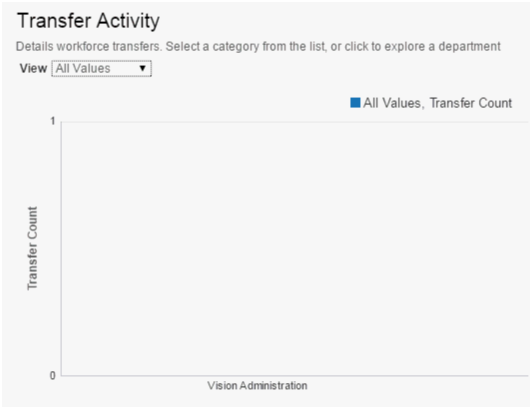 Transfer Activity
Details workforce transfers. Select a category from the list, or click to explore a department
View All Values
All Values, Transfer Count
1
Transfer Count
0
Vision Administration